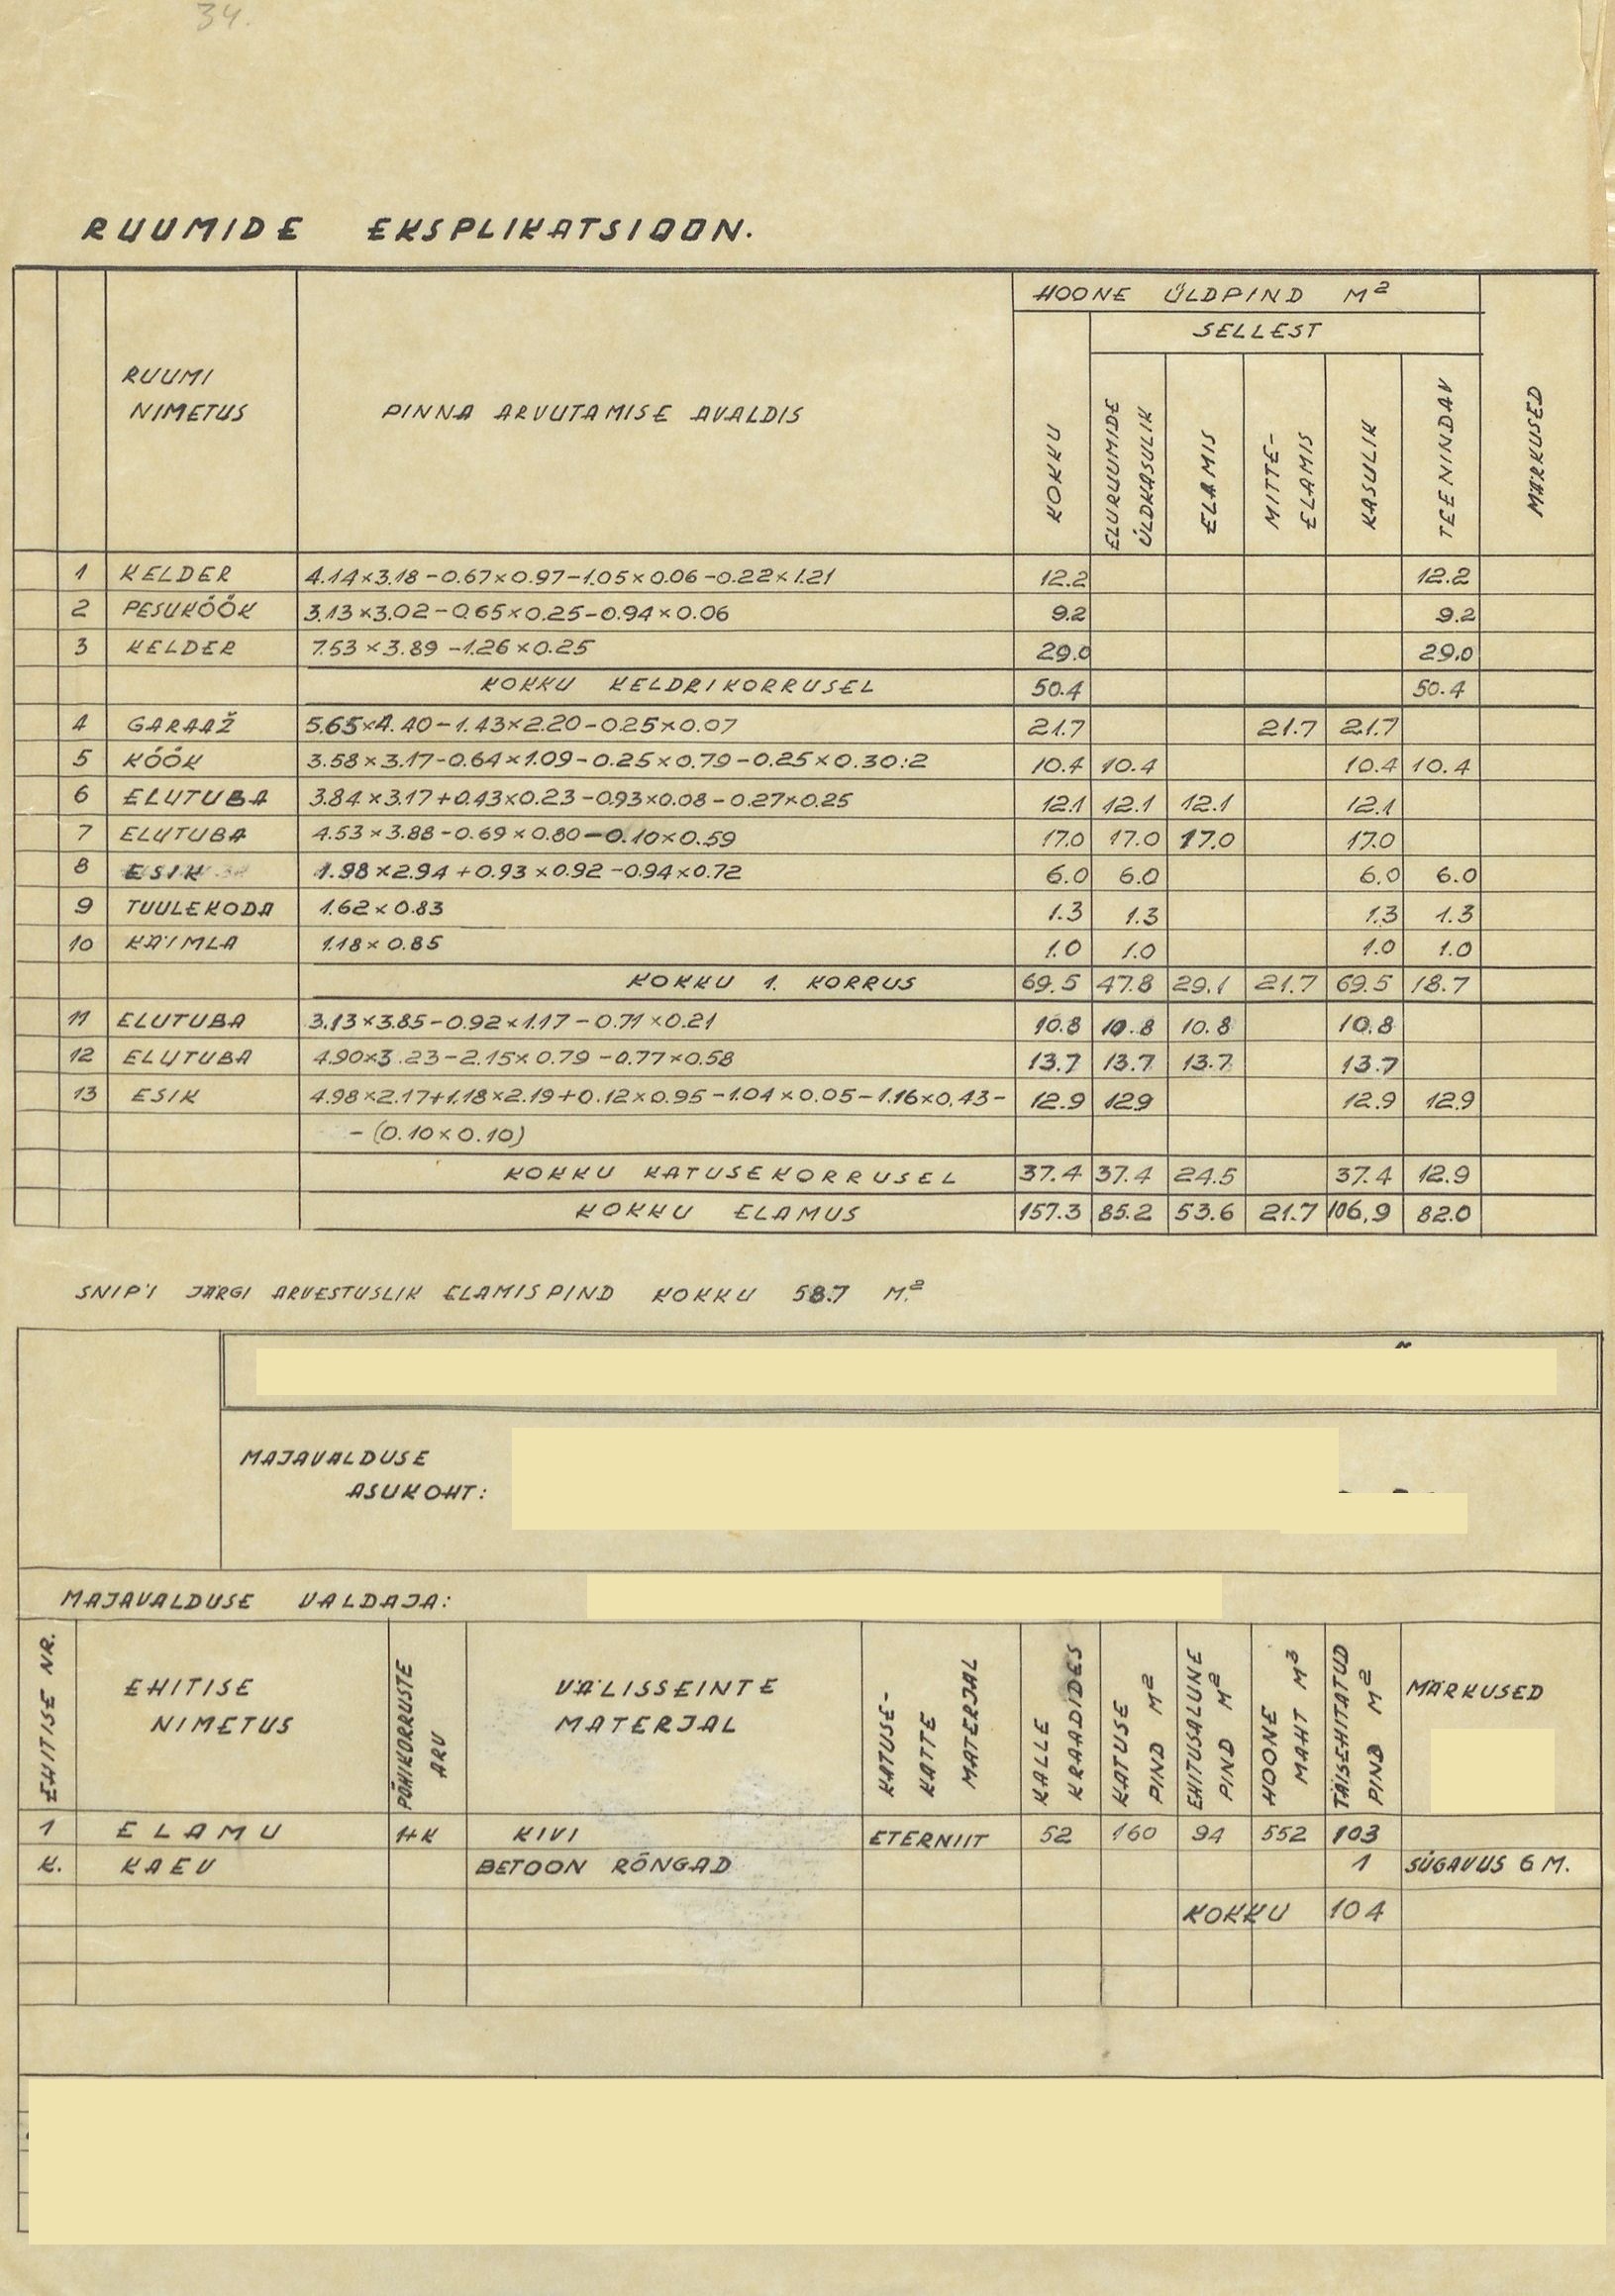 34.
RUUMIDE EKSPLIKATSIOON.
HOONE ÜLDPIND M²
SELLEST
RUUMI NIMETUS
PINNA ARVUTAMISE AVALDIS
KOKKU
ELURUUMIDE ÜLDKASULIK
ELAMIS
MITTE-ELAMIS
KASULIK
TEENINDAV
MÄRKUSED
1 KELDER 4.14×3.18-0.67×0.97-1.05×0.06-0.22×1.21 12.2 12.2
2 PESUKÖÖK 3.13×3.02-0.65×0.25-0.94×0.06 9.2 9.2
3 KELDER 7.53×3.89-1.26×0.25 29.0 29.0
KOKKU KELDRIKORRUSEL 50.4 50.4
4 GARAAŽ 5.65×4.40-1.43×2.20-0.25×0.07 21.7 21.7 21.7
5 KÖÖK 3.58×3.17-0.64×1.09-0.25×0.79-0.25×0.30:2 10.4 10.4 10.4 10.4
6 ELUTUBA 3.84×3.17+0.43×0.23-0.93×0.08-0.27×0.25 12.1 12.1 12.1 12.1
7 ELUTUBA 4.53×3.88-0.69×0.80-0.10×0.59 17.0 17.0 17.0 17.0
8 ESIK 1.98×2.94+0.93×0.92-0.94×0.72 6.0 6.0 6.0 6.0
9 TUULEKODA 1.62×0.83 1.3 1.3 1.3 1.3
10 KÄIMLA 1.18×0.85 1.0 1.0 1.0 1.0
KOKKU 1. KORRUS 69.5 47.8 29.1 21.7 69.5 18.7
11 ELUTUBA 3.13×3.85-0.92×1.17-0.71×0.21 10.8 10.8 10.8 10.8
12 ELUTUBA 4.90×3.23-2.15×0.79-0.77×0.58 13.7 13.7 13.7 13.7
13 ESIK 4.98×2.17+1.18×2.19+0.12×0.95-1.04×0.05-1.16×0.43- 12.9 12.9 12.9 12.9
-(0.10×0.10)
KOKKU KATUSEKORRUSEL 37.4 37.4 24.5 37.4 12.9
KOKKU ELAMUS 157.3 85.2 53.6 21.7 106.9 82.0
SNIP'I JÄRGI ARVESTUSLIK ELAMISPIND KOKKU 58.7 M.²
MAJAVALDUSE
ASUKOHT:
MAJAVALDUSE VALDAJA:
EHITISE NR.
EHITISE NIMETUS
PÕHIKORRUSTE ARV
VÄLISSEINTE MATERJAL
KATUSE-KATTE MATERJAL
KALLE KRAADIDES
KATUSE PIND M²
EHITUSALUNE PIND M²
HOONE MAHT M³
TÄISEHITATUD PIND M²
MÄRKUSED
1 ELAMU 1+K KIVI ETERNIIT 52 160 94 552 103
K. KAEV BETOON RÕNGAD 1 SÜGAVUS 6 M.
KOKKU 104